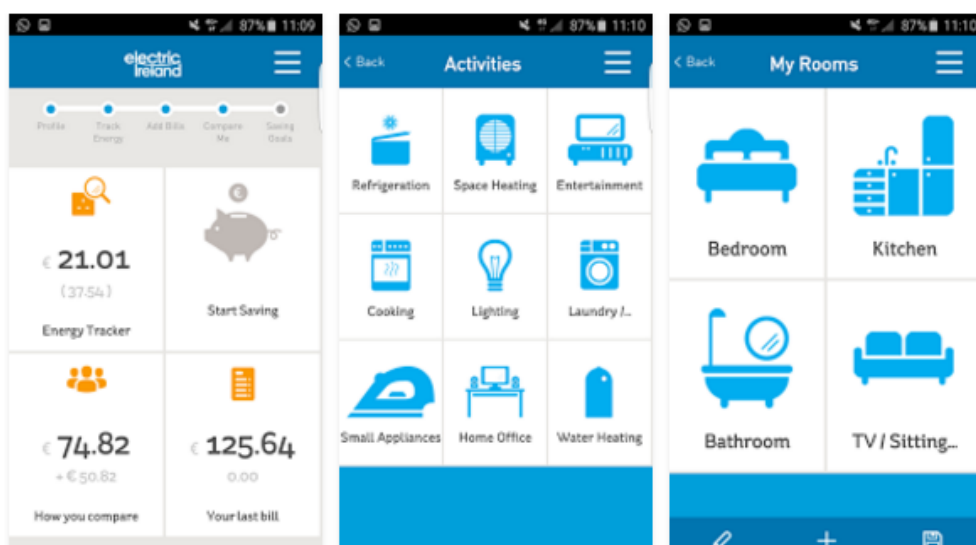 87% 11:09
electric
Ireland
Profile
Track
Energy
Add Bills
Compare
Me
Saving
Goals
€ 21.01
(37.54)
Energy Tracker
€
Start Saving
€ 74.82
+ € 50.82
How you compare
€ 125.64
0.00
Your last bill
87% 11:10
< Back Activities
Refrigeration Space Heating Entertainment
Cooking Lighting Laundry /...
Small Appliances Home Office Water Heating
87% 11:10
< Back My Rooms
Bedroom Kitchen
Bathroom TV / Sitting...